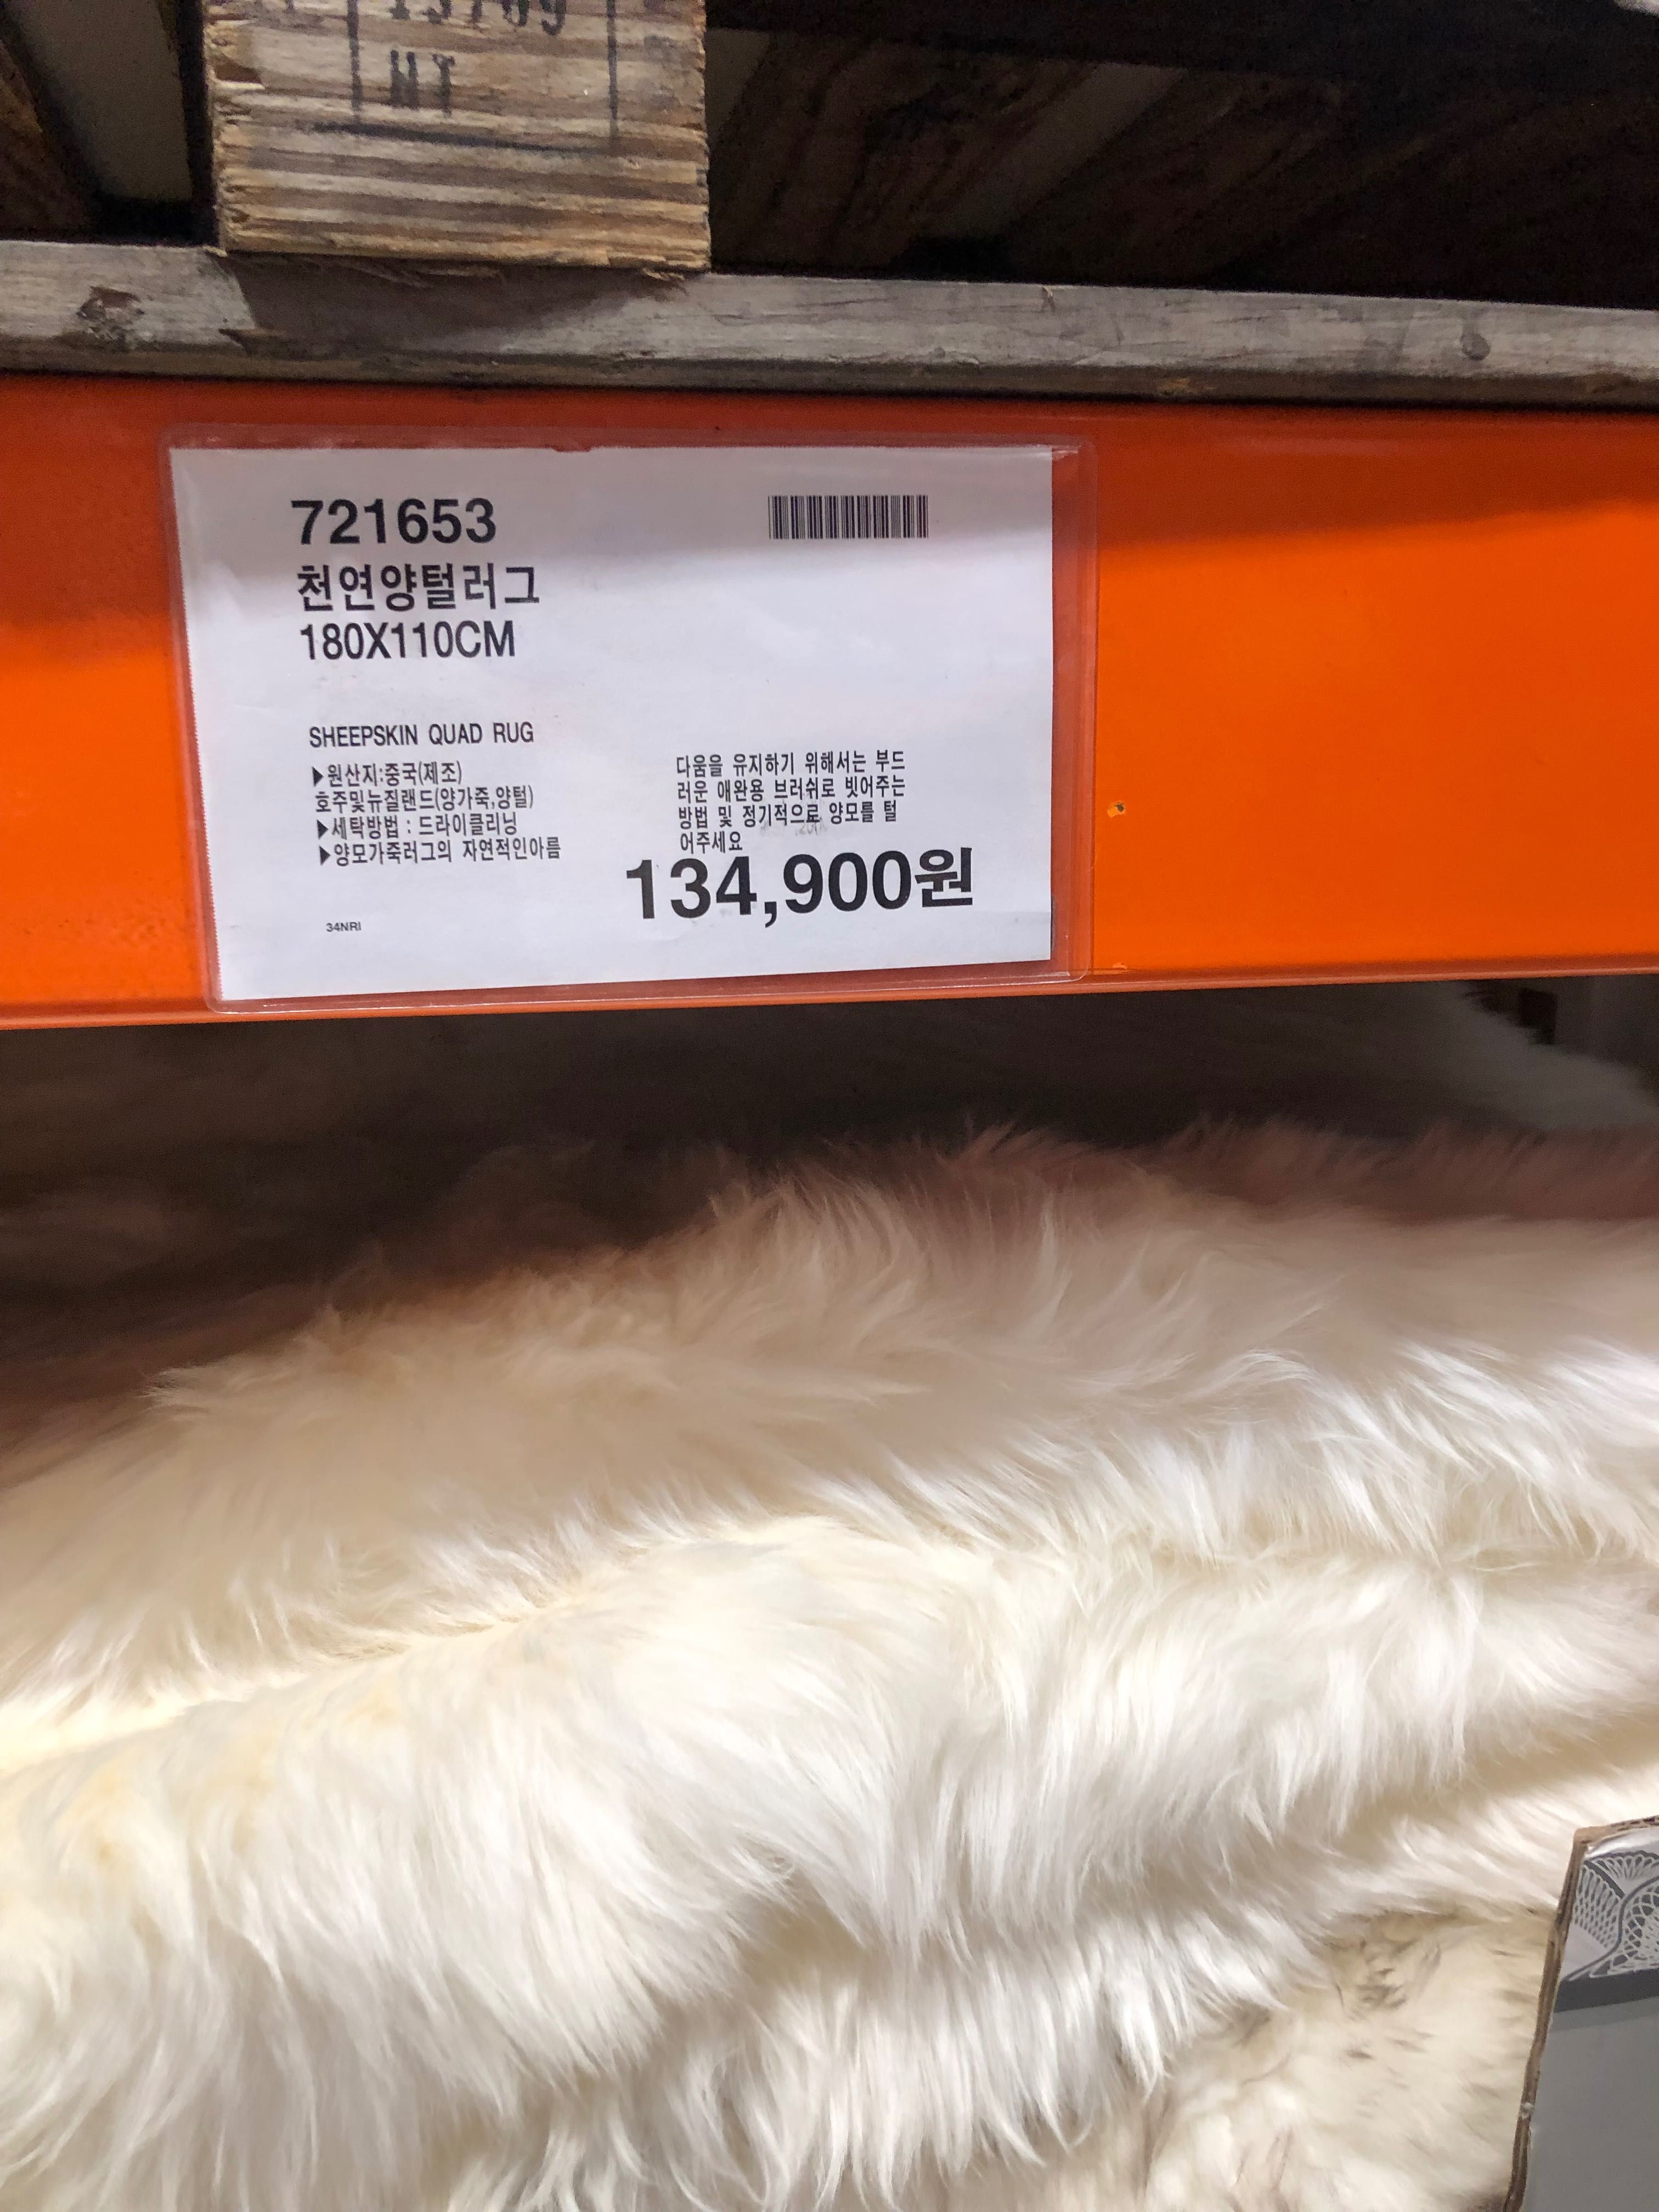 HT
721653
천연양털러그
180X110CM
SHEEPSKIN QUAD RUG
▶원산지:중국(제조)
호주및뉴질랜드(양가죽,양털)
▶세탁방법 : 드라이클리닝
▶양모가죽러그의 자연적인아름
다움을 유지하기 위해서는 부드
러운 애완용 브러쉬로 빗어주는
방법 및 정기적으로 양모를 털
어주세요
134,900원
34NRI